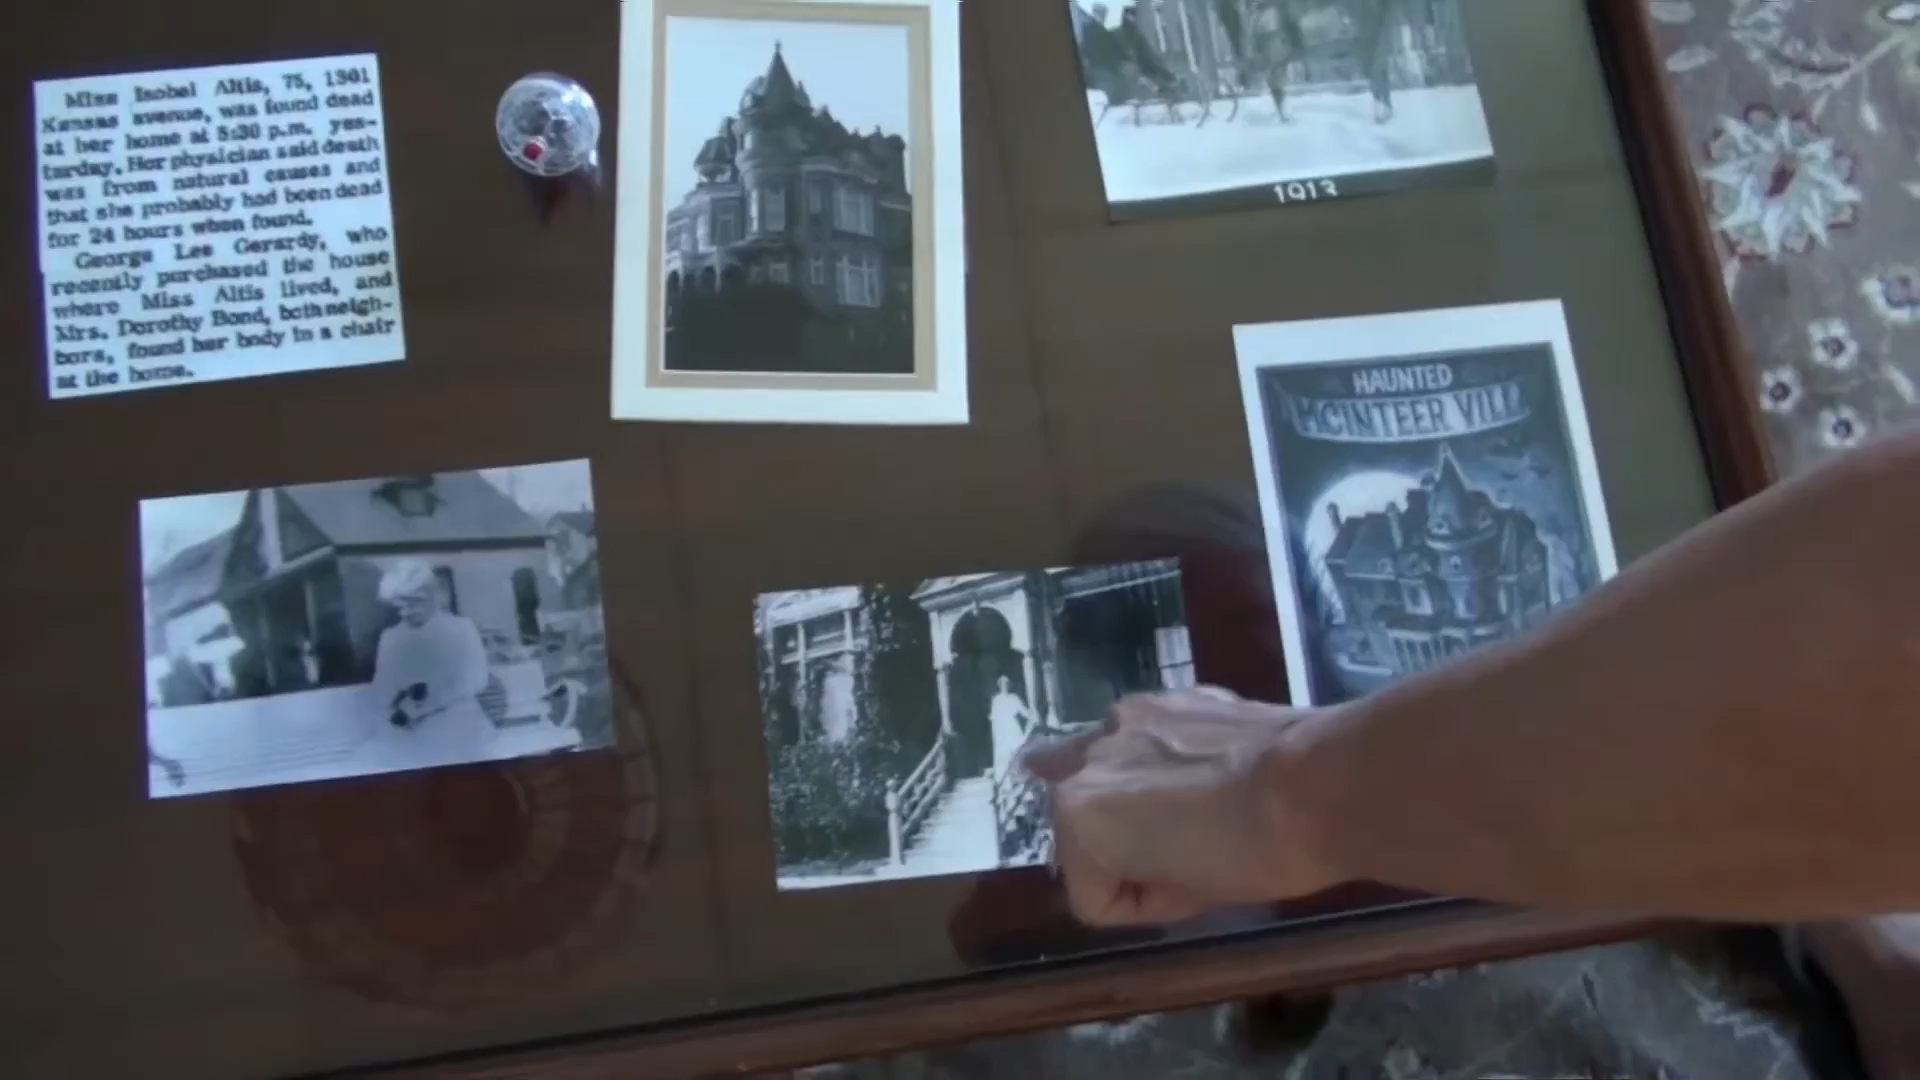 Miss Isobel Altis, 75, 1301
Kansas avenue, was found dead
at her home at 5:30 p.m. yes-
terday. Her physician said death
was from natural causes and
that she probably had been dead
for 24 hours when found.
George Lee Gerardy, who
recently purchased the house
where Miss Altis lived, and
Mrs. Dorothy Bond, both neigh-
bors, found her body in a chair
at the home.
1913
HAUNTED
MCINTEER VILLA